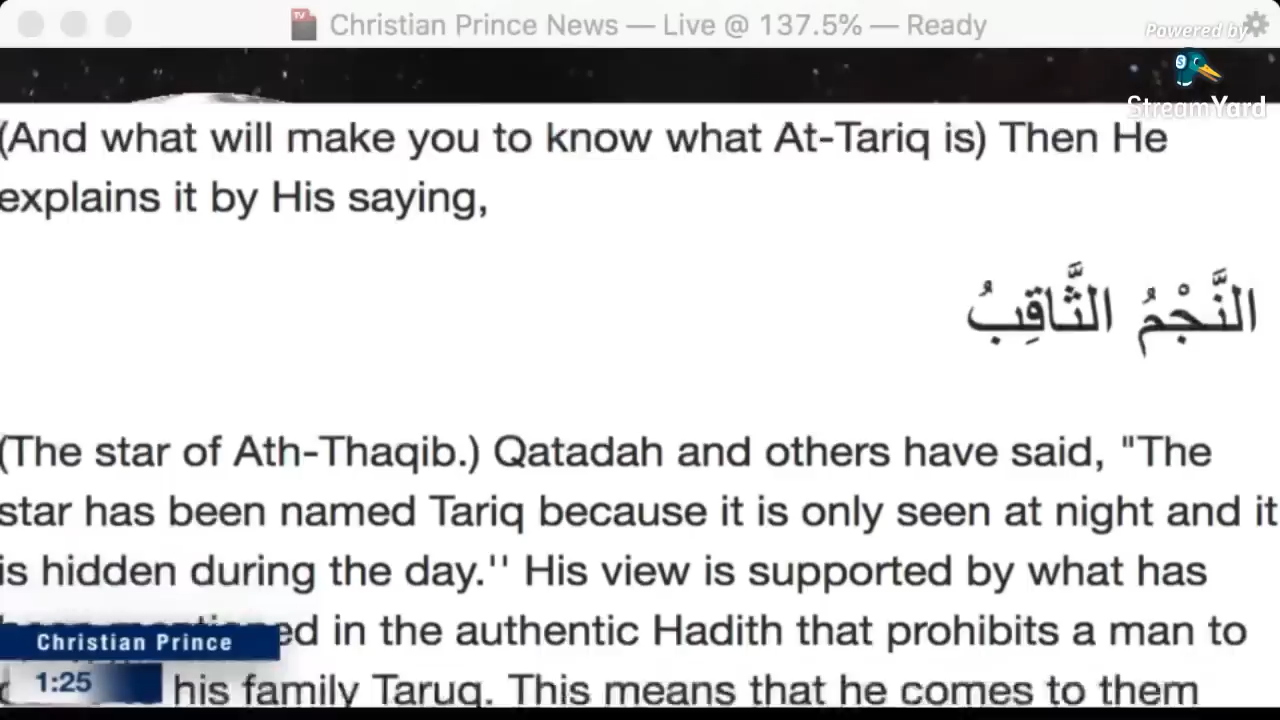 Christian Prince News — Live @ 137.5% — Ready
Powered by
StreamYard
(And what will make you to know what At-Tariq is) Then He
explains it by His saying,
النَّجْمُ الثَّاقِبُ
(The star of Ath-Thaqib.) Qatadah and others have said, "The
star has been named Tariq because it is only seen at night and it
is hidden during the day.'' His view is supported by what has
ed in the authentic Hadith that prohibits a man to
his family Taruq. This means that he comes to them
Christian Prince
1:25